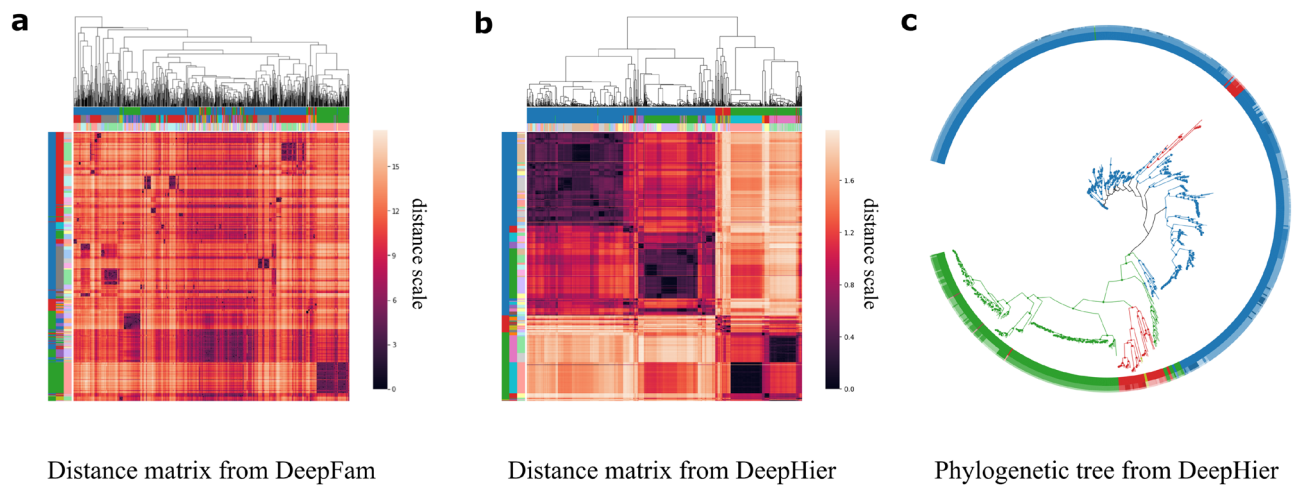 a
b
c
15
12
9
6
3
0
distance scale
1.6
1.2
0.8
0.4
0.0
distance scale
Distance matrix from DeepFam
Distance matrix from DeepHier
Phylogenetic tree from DeepHier